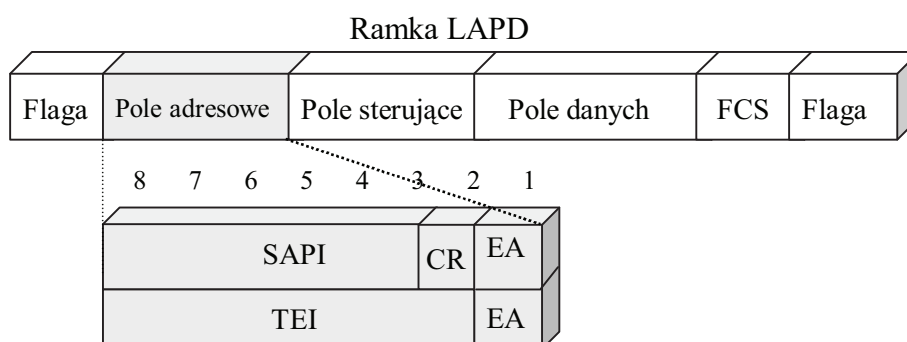 Ramka LAPD
Flaga Pole adresowe Pole sterujące Pole danych FCS Flaga
8 7 6 5 4 3 2 1
SAPI CR EA
TEI EA